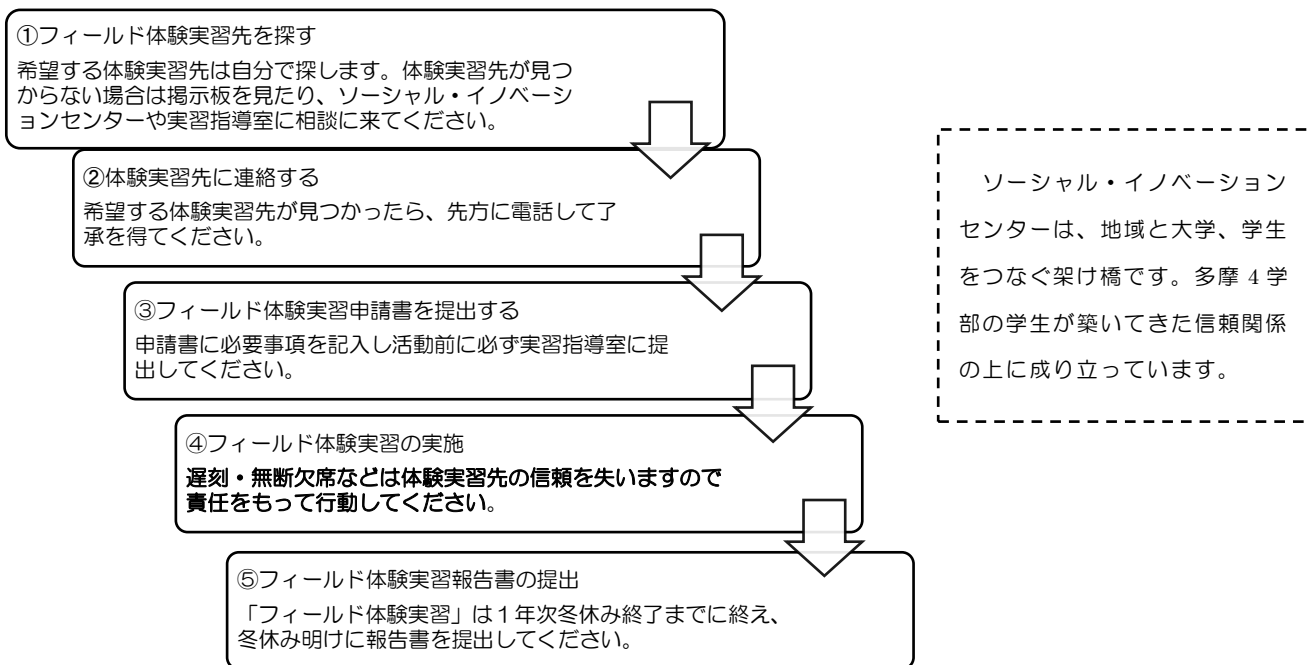 ①フィールド体験実習先を探す
希望する体験実習先は自分で探します。体験実習先が見つ
からない場合は掲示板を見たり、ソーシャル・イノベーシ
ョンセンターや実習指導室に相談に来てください。
②体験実習先に連絡する
希望する体験実習先が見つかったら、先方に電話して了
承を得てください。
③フィールド体験実習申請書を提出する
申請書に必要事項を記入し活動前に必ず実習指導室に提
出してください。
④フィールド体験実習の実施
遅刻・無断欠席などは体験実習先の信頼を失いますので
責任をもって行動してください。
⑤フィールド体験実習報告書の提出
「フィールド体験実習」は１年次冬休み終了までに終え、
冬休み明けに報告書を提出してください。
ソーシャル・イノベーション
センターは、地域と大学、学生
をつなぐ架け橋です。多摩 4 学
部の学生が築いてきた信頼関係
の上に成り立っています。